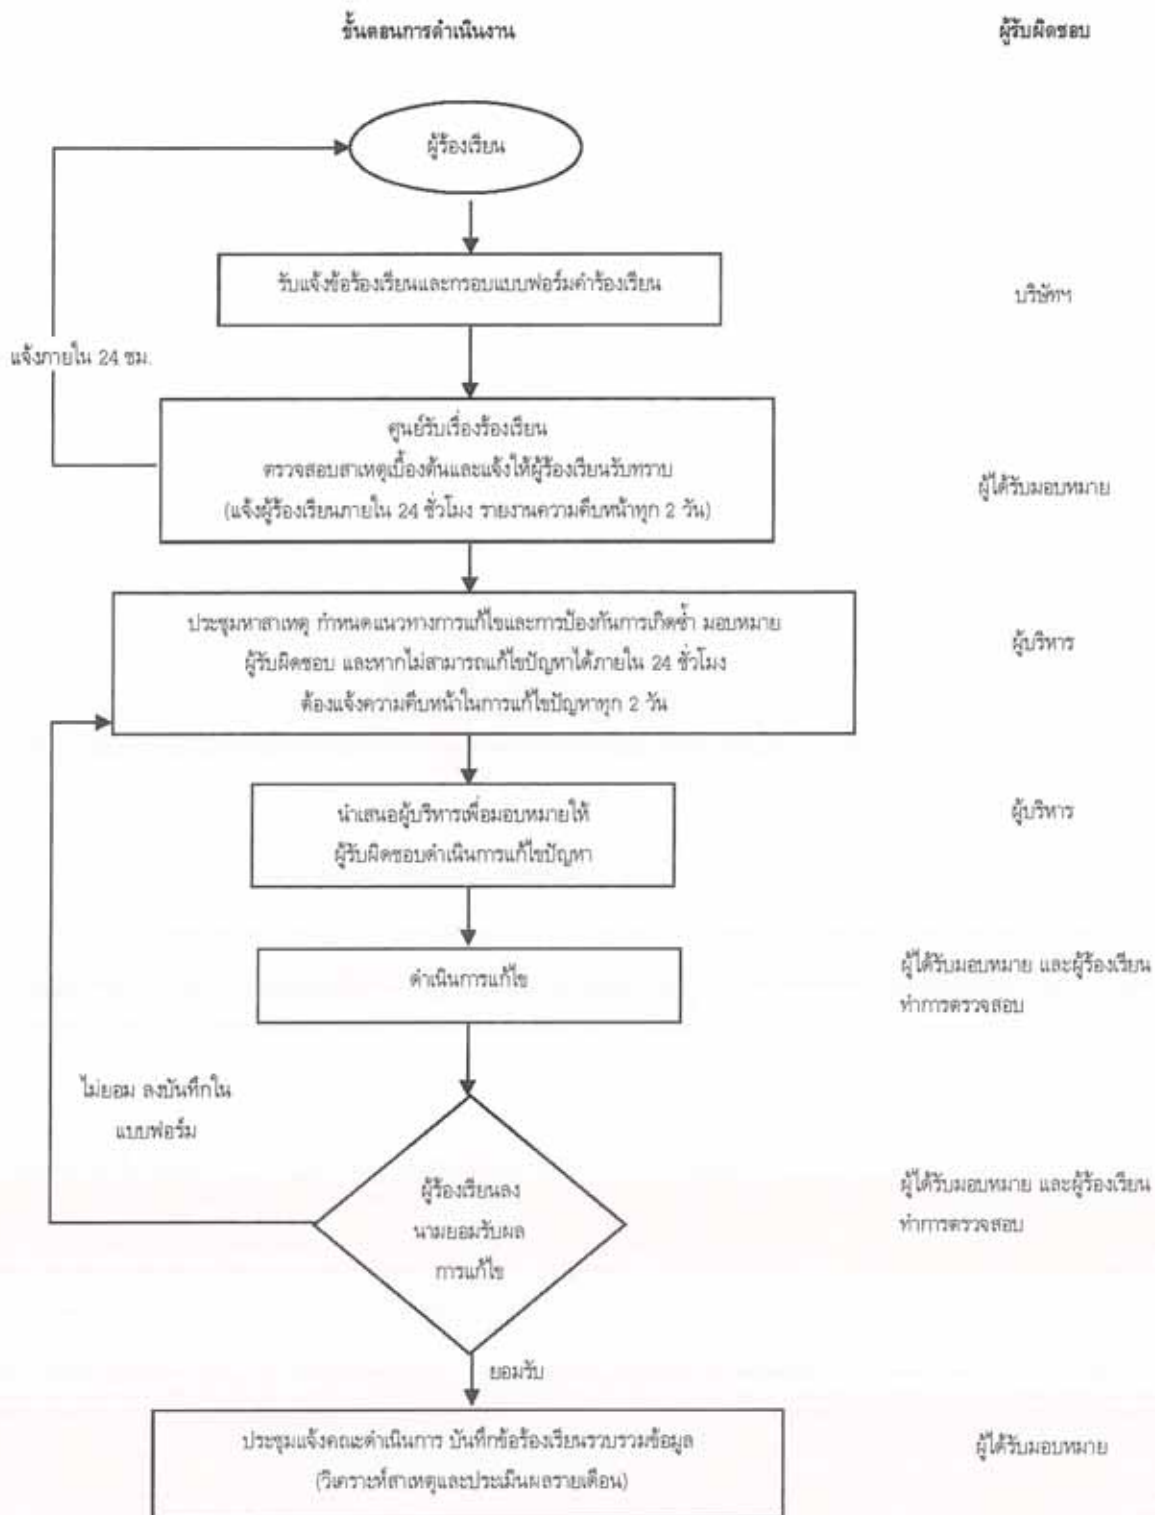 ขั้นตอนการดำเนินงาน
ผู้รับผิดชอบ
ผู้ร้องเรียน
รับแจ้งข้อร้องเรียนและกรอบแบบฟอร์มคำร้องเรียน
บริษัทฯ
แจ้งภายใน 24 ชม.
ศูนย์รับเรื่องร้องเรียน
ตรวจสอบสาเหตุเบื้องต้นและแจ้งให้ผู้ร้องเรียนรับทราบ
(แจ้งผู้ร้องเรียนภายใน 24 ชั่วโมง รายงานความคืบหน้าทุก 2 วัน)
ผู้ได้รับมอบหมาย
ประชุมหาสาเหตุ กำหนดแนวทางการแก้ไขและการป้องกันการเกิดซ้ำ มอบหมาย
ผู้รับผิดชอบ และหากไม่สามารถแก้ไขปัญหาได้ภายใน 24 ชั่วโมง
ต้องแจ้งความคืบหน้าในการแก้ไขปัญหาทุก 2 วัน
ผู้บริหาร
นำเสนอผู้บริหารเพื่อมอบหมายให้
ผู้รับผิดชอบดำเนินการแก้ไขปัญหา
ผู้บริหาร
ดำเนินการแก้ไข
ผู้ได้รับมอบหมาย และผู้ร้องเรียน
ทำการตรวจสอบ
ไม่ยอม ลงบันทึกใน
แบบฟอร์ม
ผู้ร้องเรียนลง
นามยอมรับผล
การแก้ไข
ผู้ได้รับมอบหมาย และผู้ร้องเรียน
ทำการตรวจสอบ
ยอมรับ
ประชุมแจ้งคณะดำเนินการ บันทึกข้อร้องเรียนรวบรวมข้อมูล
(วิเคราะห์สาเหตุและประเมินผลรายเดือน)
ผู้ได้รับมอบหมาย